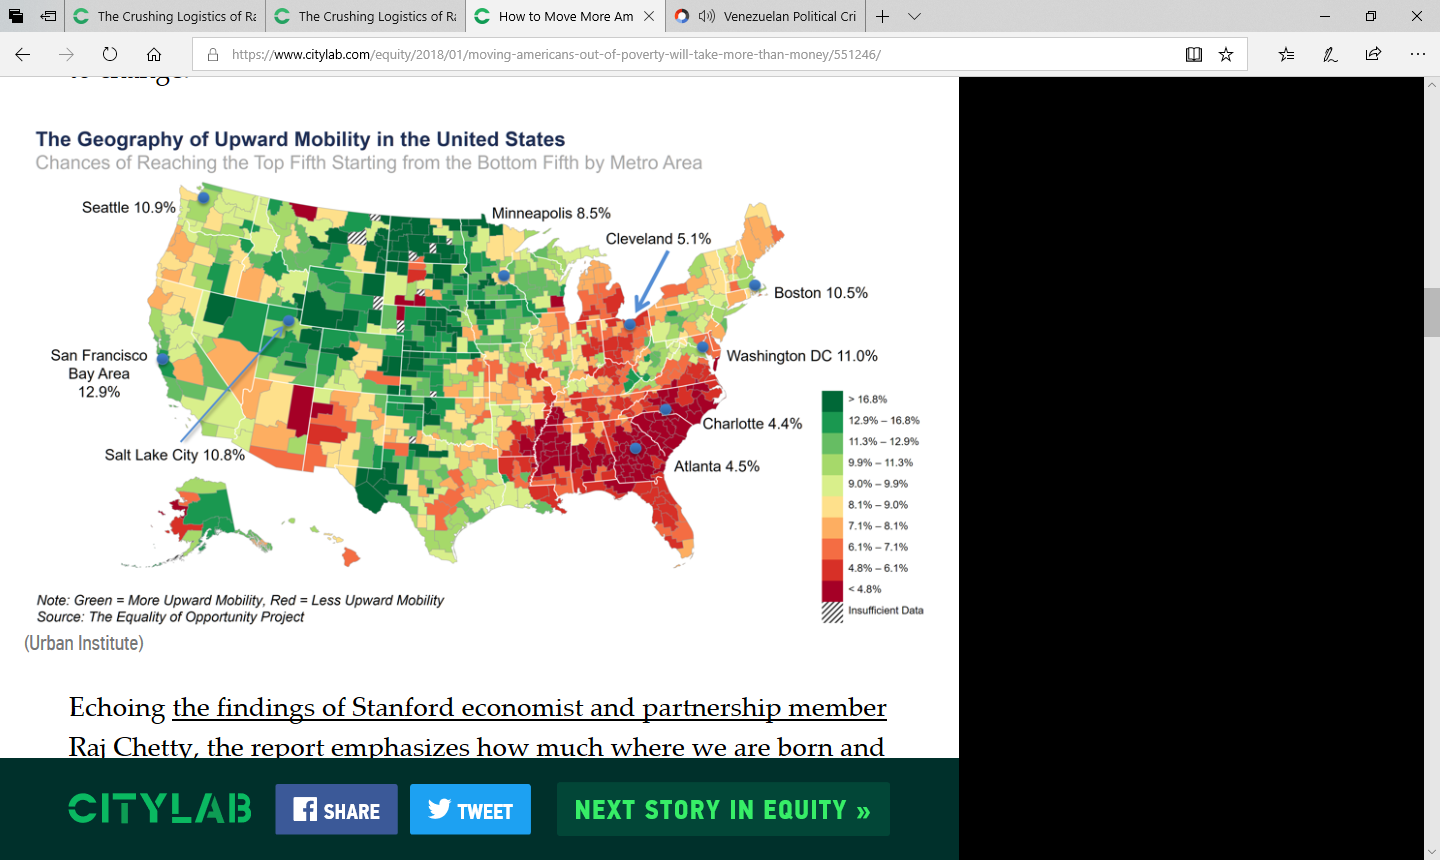 The Crushing Logistics of Ra
The Crushing Logistics of Ra
How to Move More Am
Venezuelan Political Cri
https://www.citylab.com/equity/2018/01/moving-americans-out-of-poverty-will-take-more-than-money/551246/
The Geography of Upward Mobility in the United States
Chances of Reaching the Top Fifth Starting from the Bottom Fifth by Metro Area
Seattle 10.9%
Minneapolis 8.5%
Cleveland 5.1%
Boston 10.5%
San Francisco
Bay Area
12.9%
Washington DC 11.0%
Charlotte 4.4%
Salt Lake City 10.8%
Atlanta 4.5%
> 16.8%
12.9% – 16.8%
11.3% – 12.9%
9.9% – 11.3%
9.0% – 9.9%
8.1% – 9.0%
7.1% – 8.1%
6.1% – 7.1%
4.8% – 6.1%
< 4.8%
Insufficient Data
Note: Green = More Upward Mobility, Red = Less Upward Mobility
Source: The Equality of Opportunity Project
(Urban Institute)
Echoing the findings of Stanford economist and partnership member
Raj Chetty, the report emphasizes how much where we are born and
CITYLAB
SHARE
TWEET
NEXT STORY IN EQUITY »